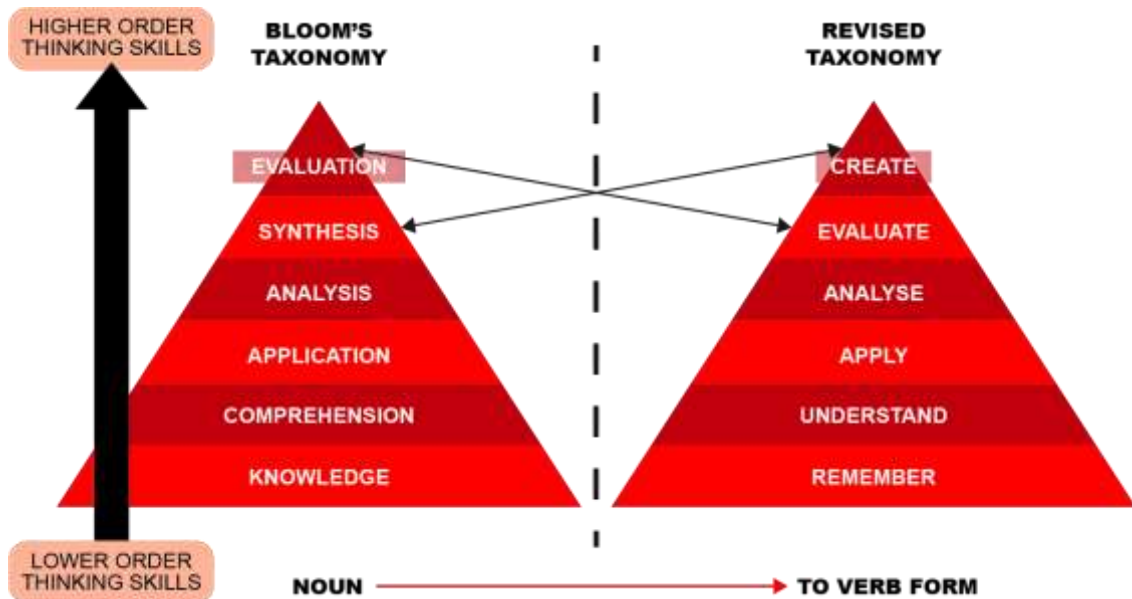 HIGHER ORDER
THINKING SKILLS
BLOOM'S
TAXONOMY
REVISED
TAXONOMY
EVALUATION
SYNTHESIS
ANALYSIS
APPLICATION
COMPREHENSION
KNOWLEDGE
CREATE
EVALUATE
ANALYSE
APPLY
UNDERSTAND
REMEMBER
LOWER ORDER
THINKING SKILLS
NOUN
TO VERB FORM